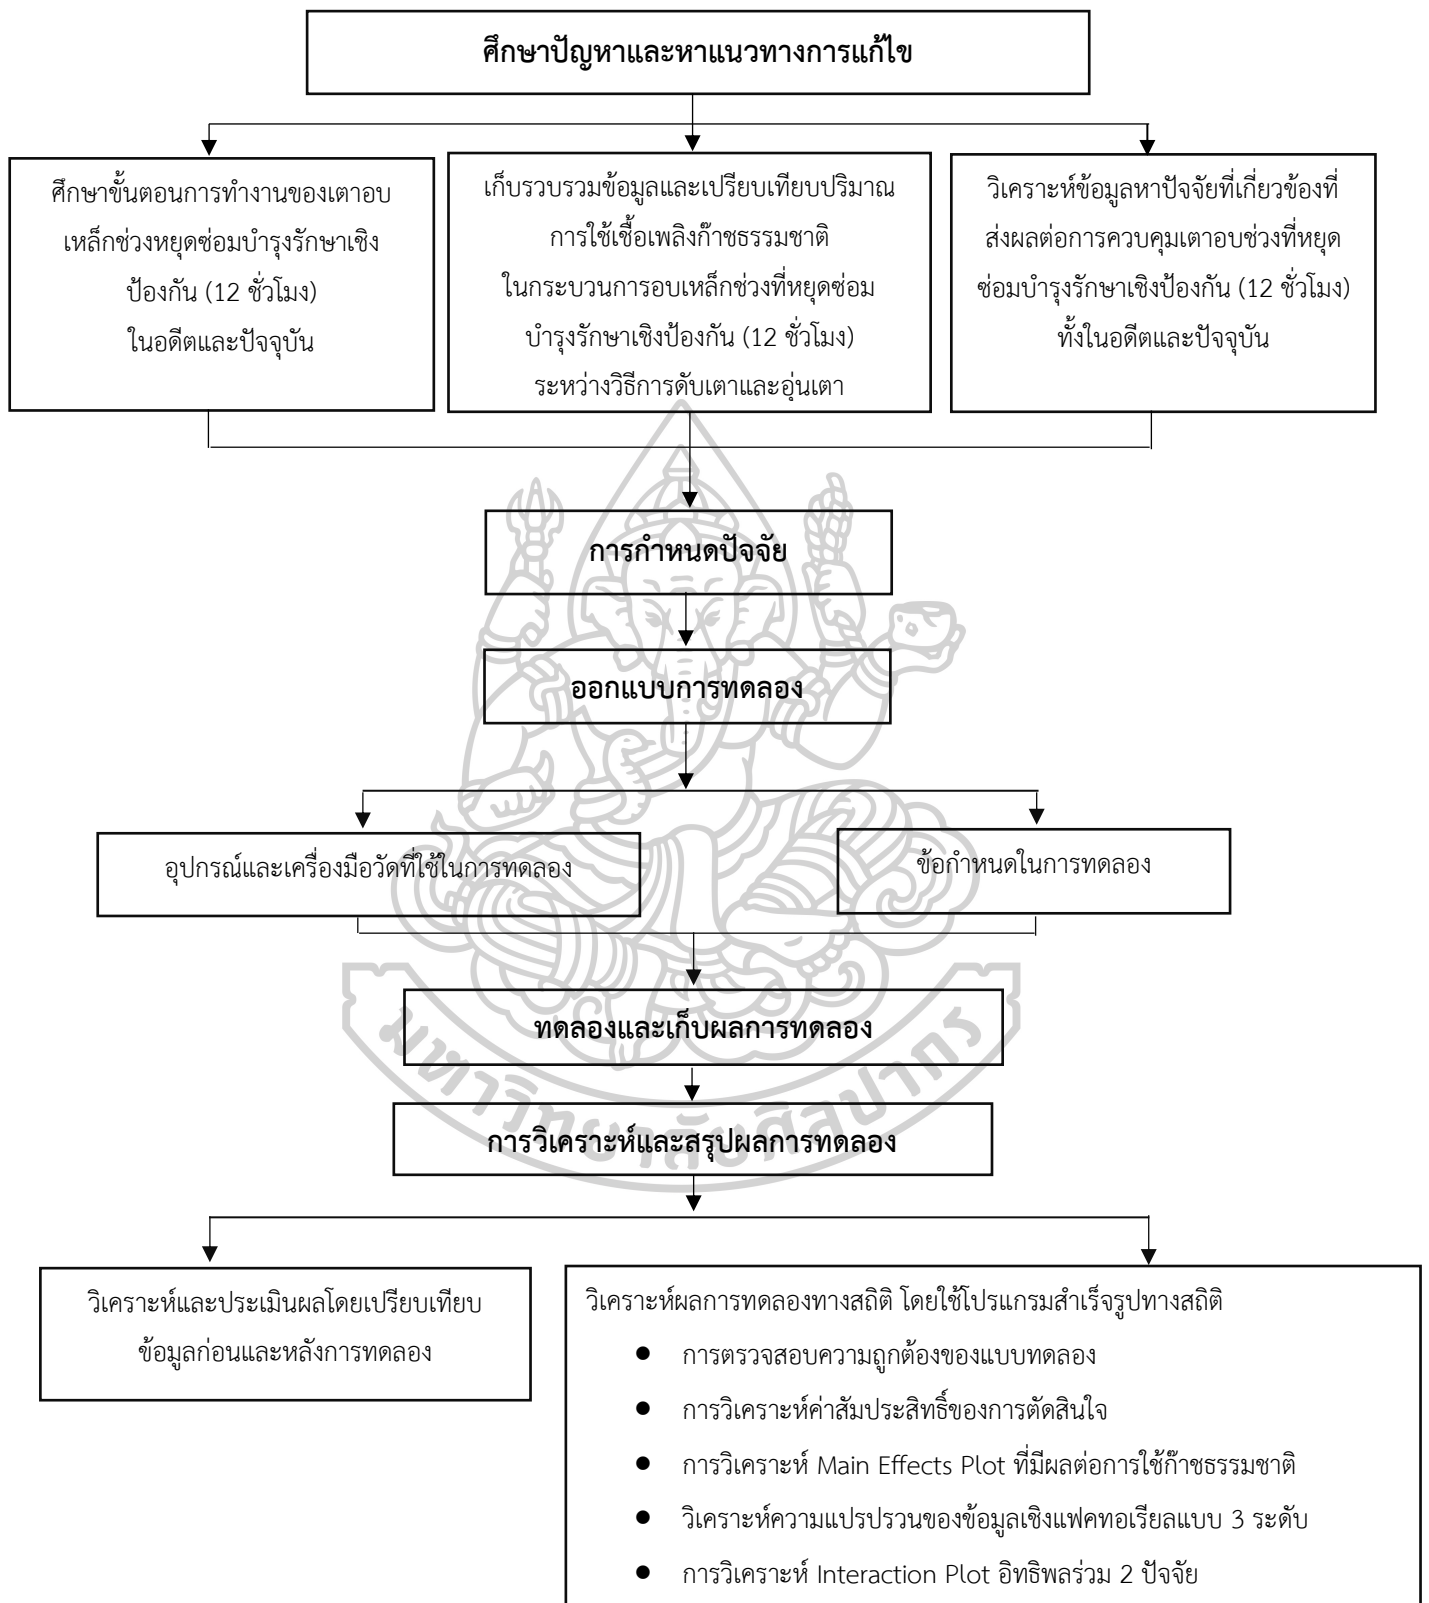 ศึกษาปัญหาและหาแนวทางการแก้ไข
ศึกษาขั้นตอนการทำงานของเตาอบ
เหล็กช่วงหยุดซ่อมบำรุงรักษาเชิง
ป้องกัน (12 ชั่วโมง)
ในอดีตและปัจจุบัน
เก็บรวบรวมข้อมูลและเปรียบเทียบปริมาณ
การใช้เชื้อเพลิงก๊าซธรรมชาติ
ในกระบวนการอบเหล็กช่วงที่หยุดซ่อม
บำรุงรักษาเชิงป้องกัน (12 ชั่วโมง)
ระหว่างวิธีการดับเตาและอุ่นเตา
วิเคราะห์ข้อมูลหาปัจจัยที่เกี่ยวข้องที่
ส่งผลต่อการควบคุมเตาอบช่วงที่หยุด
ซ่อมบำรุงรักษาเชิงป้องกัน (12 ชั่วโมง)
ทั้งในอดีตและปัจจุบัน
การกำหนดปัจจัย
ออกแบบการทดลอง
อุปกรณ์และเครื่องมือวัดที่ใช้ในการทดลอง
ข้อกำหนดในการทดลอง
ทดลองและเก็บผลการทดลอง
การวิเคราะห์และสรุปผลการทดลอง
มหาวิทยาลัยศิลปากร
วิเคราะห์และประเมินผลโดยเปรียบเทียบ
ข้อมูลก่อนและหลังการทดลอง
วิเคราะห์ผลการทดลองทางสถิติ โดยใช้โปรแกรมสำเร็จรูปทางสถิติ
● การตรวจสอบความถูกต้องของแบบทดลอง
● การวิเคราะห์ค่าสัมประสิทธิ์ของการตัดสินใจ
● การวิเคราะห์ Main Effects Plot ที่มีผลต่อการใช้ก๊าซธรรมชาติ
● วิเคราะห์ความแปรปรวนของข้อมูลเชิงแฟคทอเรียลแบบ 3 ระดับ
● การวิเคราะห์ Interaction Plot อิทธิพลร่วม 2 ปัจจัย